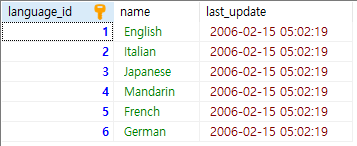 language_id name last_update
1 English 2006-02-15 05:02:19
2 Italian 2006-02-15 05:02:19
3 Japanese 2006-02-15 05:02:19
4 Mandarin 2006-02-15 05:02:19
5 French 2006-02-15 05:02:19
6 German 2006-02-15 05:02:19